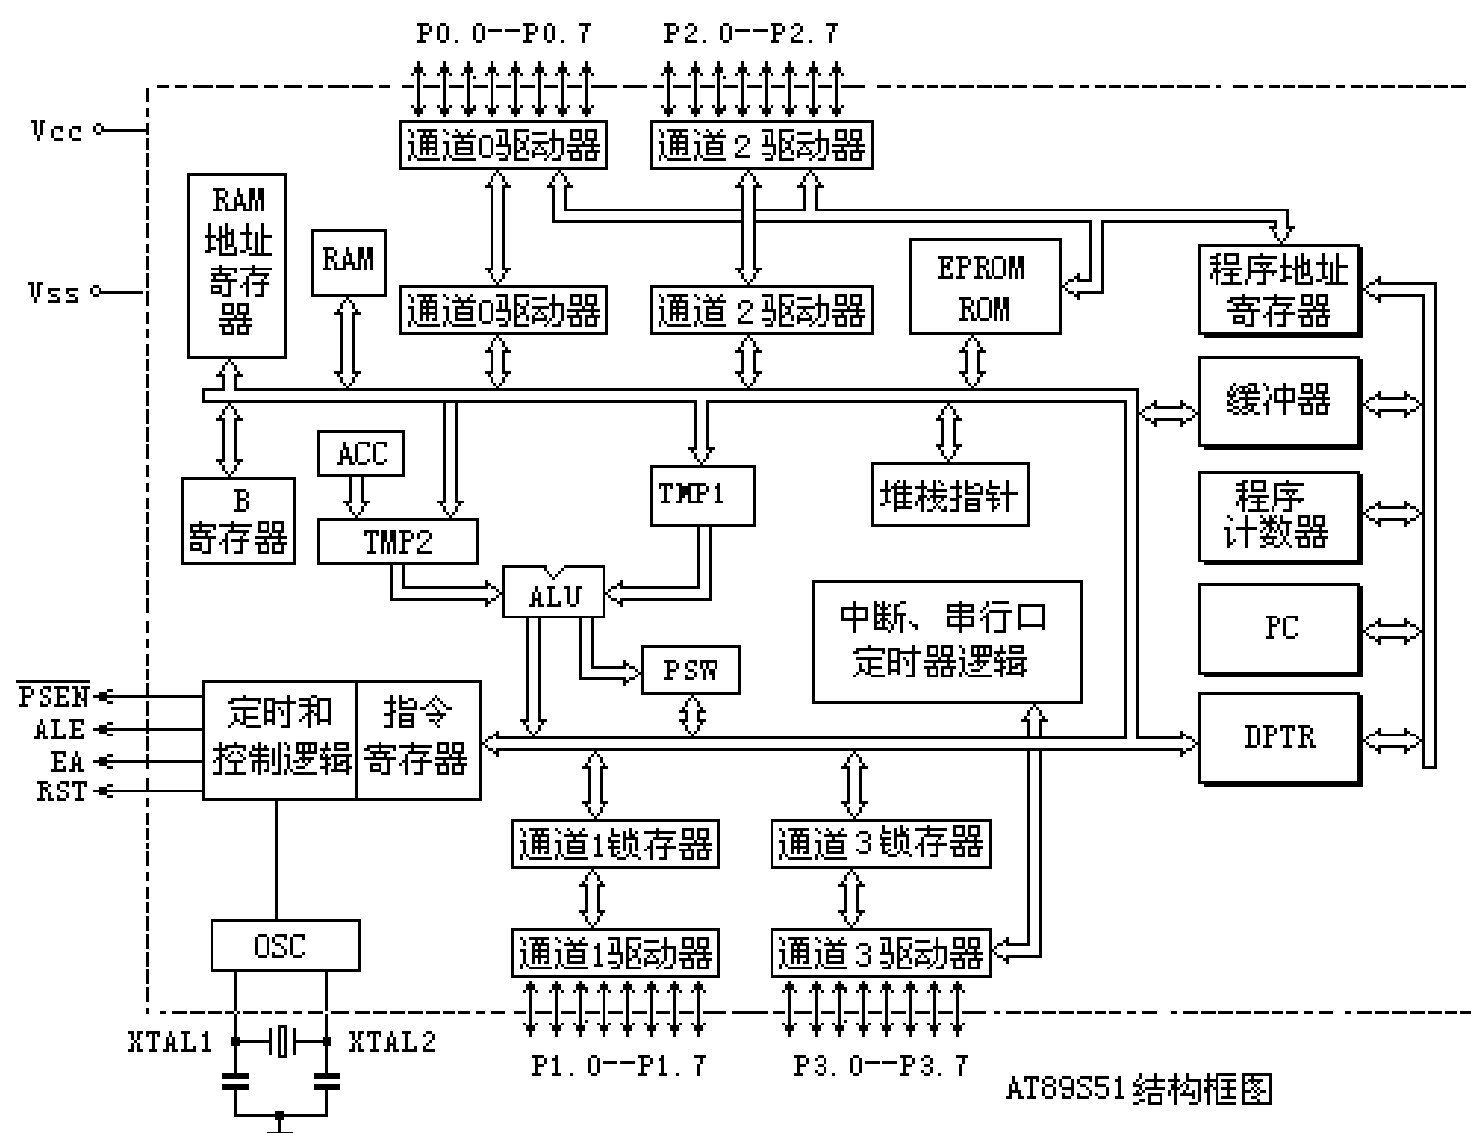 P0.0--P0.7
P2.0--P2.7
Vcc
通道0驱动器
通道2驱动器
RAM
地址
寄存
器
RAM
Vss
通道0驱动器
通道2驱动器
EPROM
ROM
程序地址
寄存器
缓冲器
ACC
B
寄存器
TMP2
TMP1
堆栈指针
程序
计数器
ALU
中断、串行口
定时器逻辑
PC
PSW
PSEN
ALE
EA
RST
定时和
控制逻辑
指令
寄存器
DPTR
通道1锁存器
通道3锁存器
OSC
通道1驱动器
通道3驱动器
XTAL1
XTAL2
P1.0--P1.7
P3.0--P3.7
AT89S51结构框图